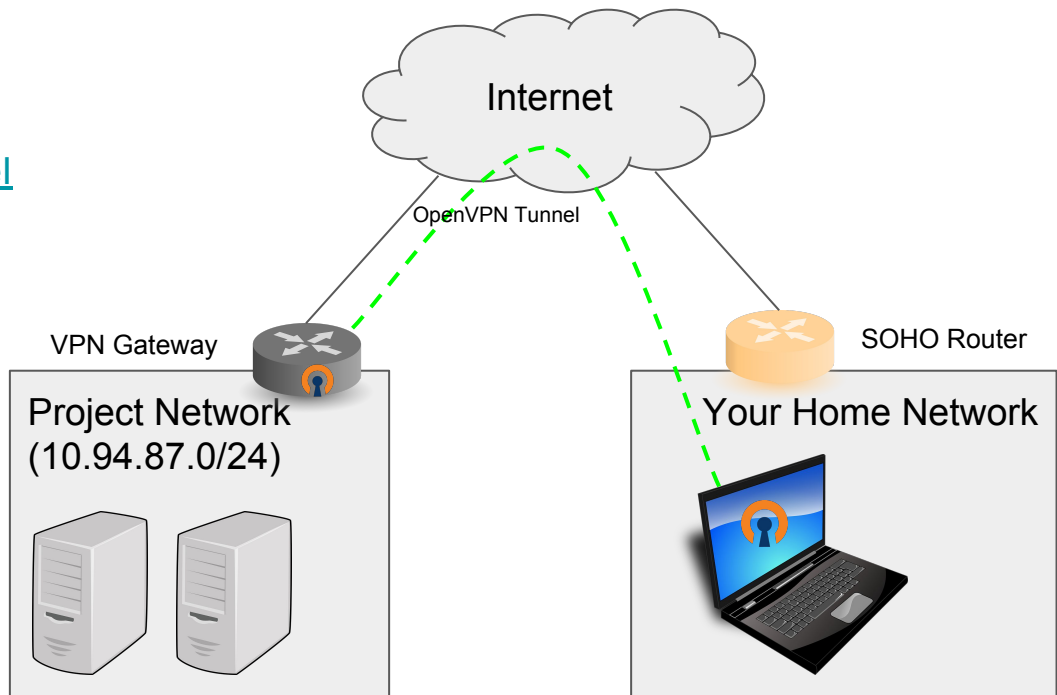 Internet
OpenVPN Tunnel
VPN Gateway
SOHO Router
Project Network
(10.94.87.0/24)
Your Home Network